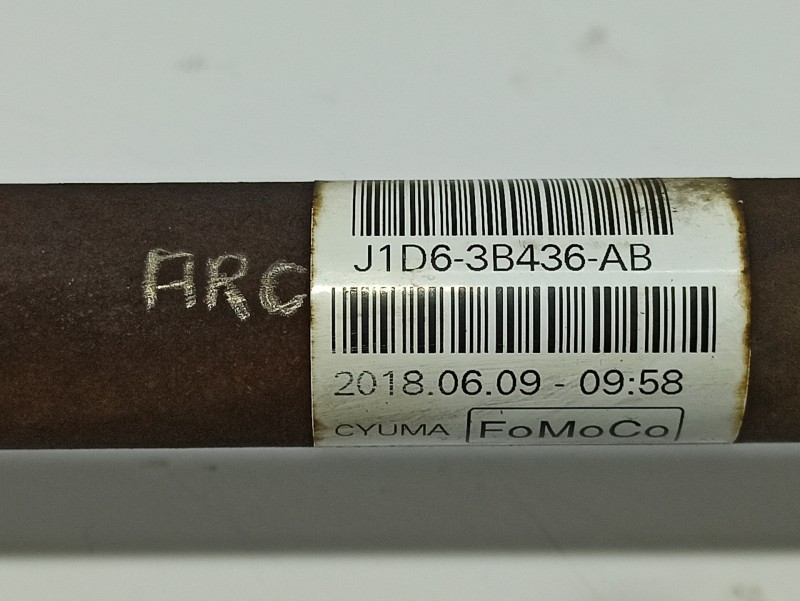 ARC
J1D6-3B436-AB
2018.06.09 - 09:58
CYUMA FoMoCo